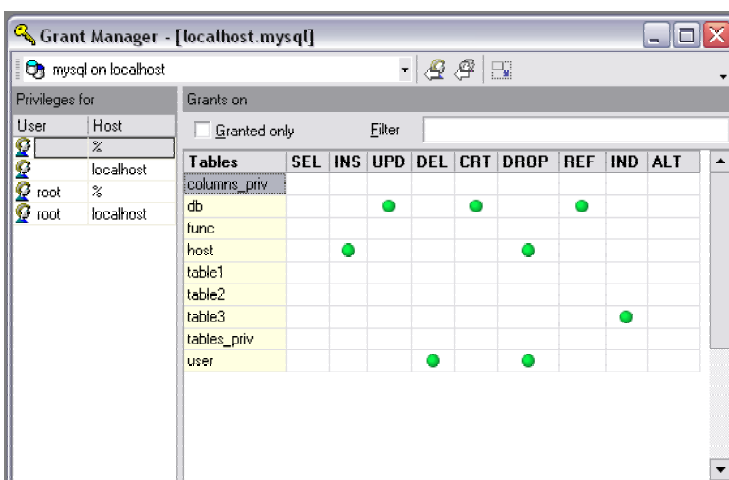 Grant Manager - [localhost.mysql]
mysql on localhost
Privileges for
Grants on
User Host
Granted only Filter
%
localhost
root %
root localhost
Tables SEL INS UPD DEL CRT DROP REF IND ALT
columns_priv
db
func
host
table1
table2
table3
tables_priv
user